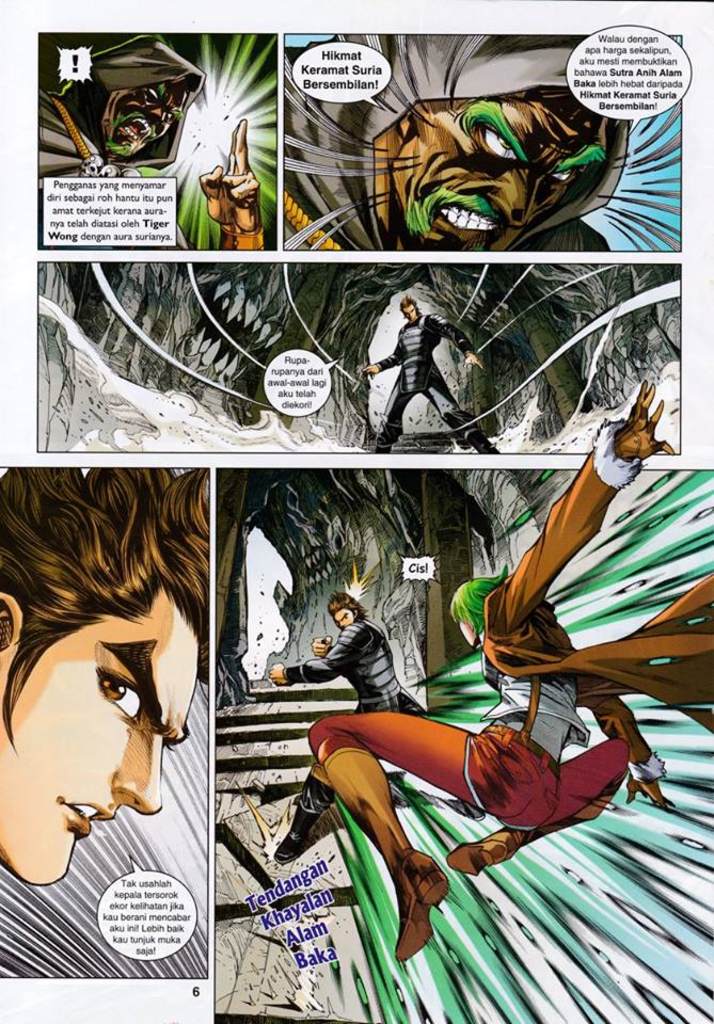 !
Pengganas yang menyamar
diri sebagai roh hantu itu pun
amat terkejut kerana aura-
nya telah diatasi oleh Tiger
Wong dengan aura surianya.
Hikmat
Keramat Suria
Bersembilan!
Walau dengan
apa harga sekalipun,
aku mesti membuktikan
bahawa Sutra Anih Alam
Baka lebih hebat daripada
Hikmat Keramat Suria
Bersembilan!
Rupa-
rupanya dari
awal-awal lagi
aku telah
diekori!
Tak usahlah
kepala tersorok
ekor kelihatan jika
kau berani mencabar
aku ini! Lebih baik
kau tunjuk muka
saja!
Cis!
Tendangan
Khayalan
Alam
Baka
6